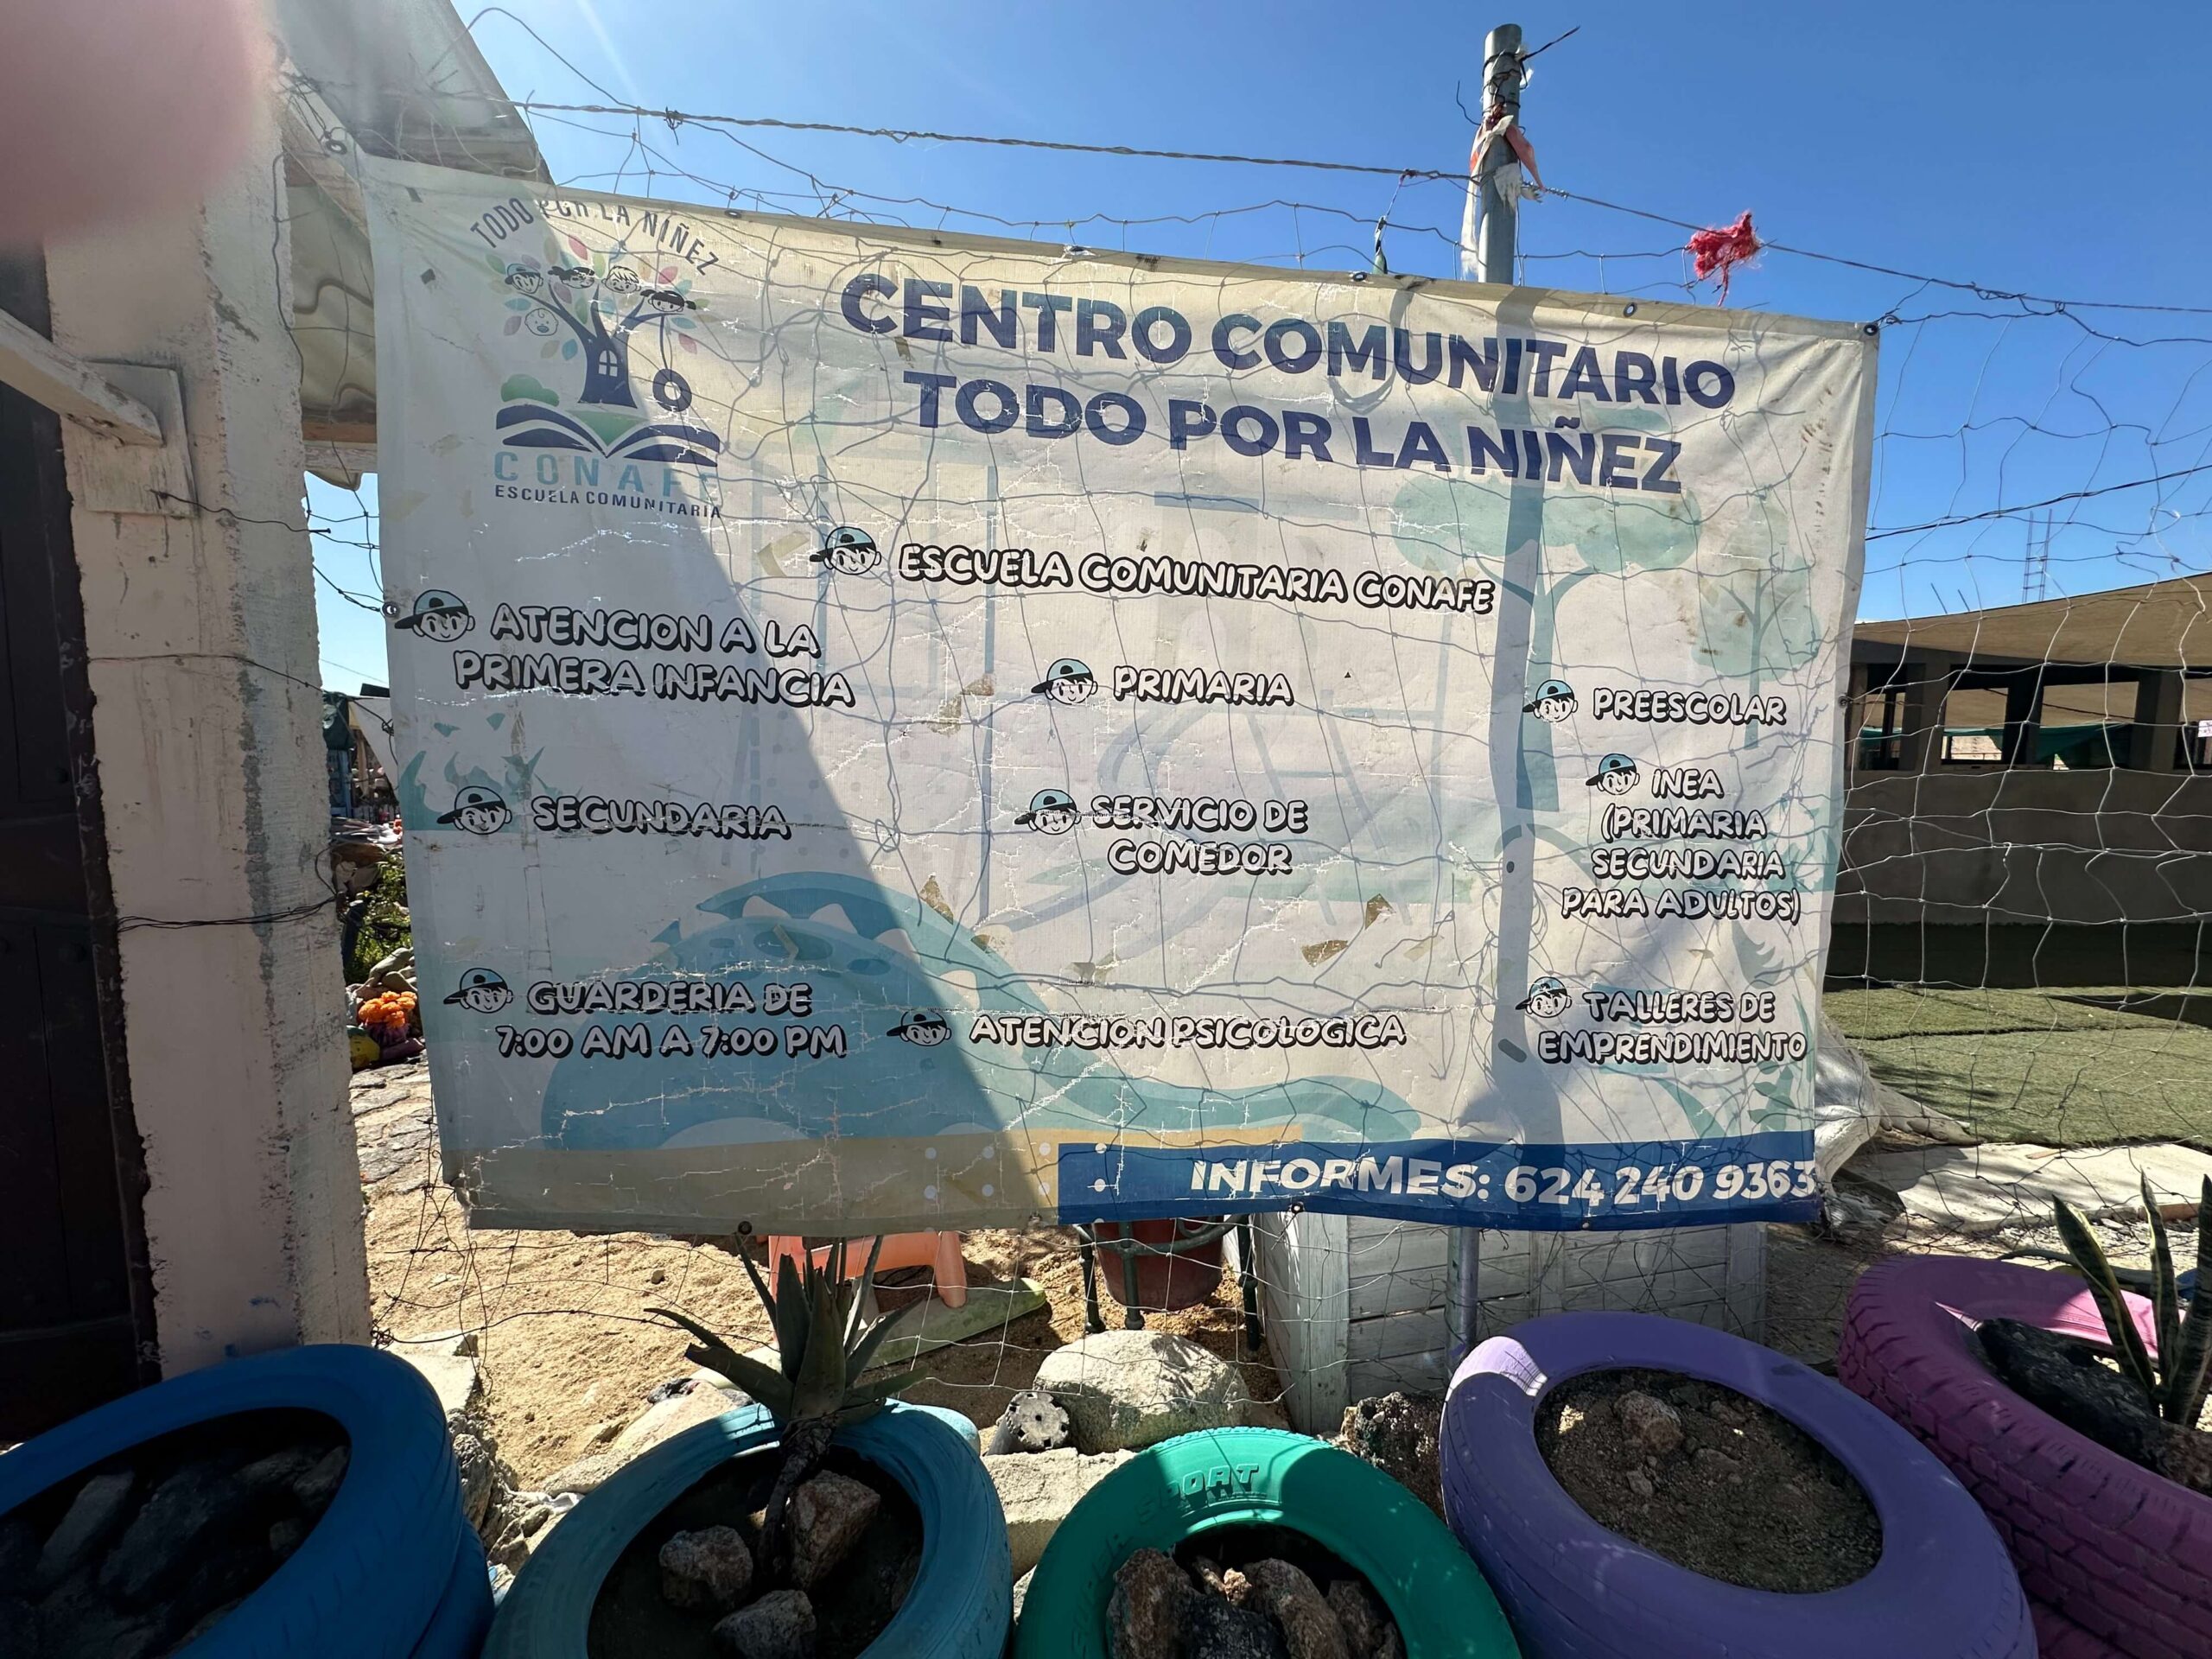 TODO POR LA NIÑEZ
CONAFE
ESCUELA COMUNITARIA
CENTRO COMUNITARIO
TODO POR LA NIÑEZ
ESCUELA COMUNITARIA CONAFE
ATENCION A LA
PRIMERA INFANCIA
PRIMARIA
PREESCOLAR
SECUNDARIA
SERVICIO DE
COMEDOR
INEA
(PRIMARIA
SECUNDARIA
PARA ADULTOS)
GUARDERIA DE
7:00 AM A 7:00 PM
ATENCION PSICOLOGICA
TALLERES DE
EMPRENDIMIENTO
INFORMES: 624 240 9363
SPORT